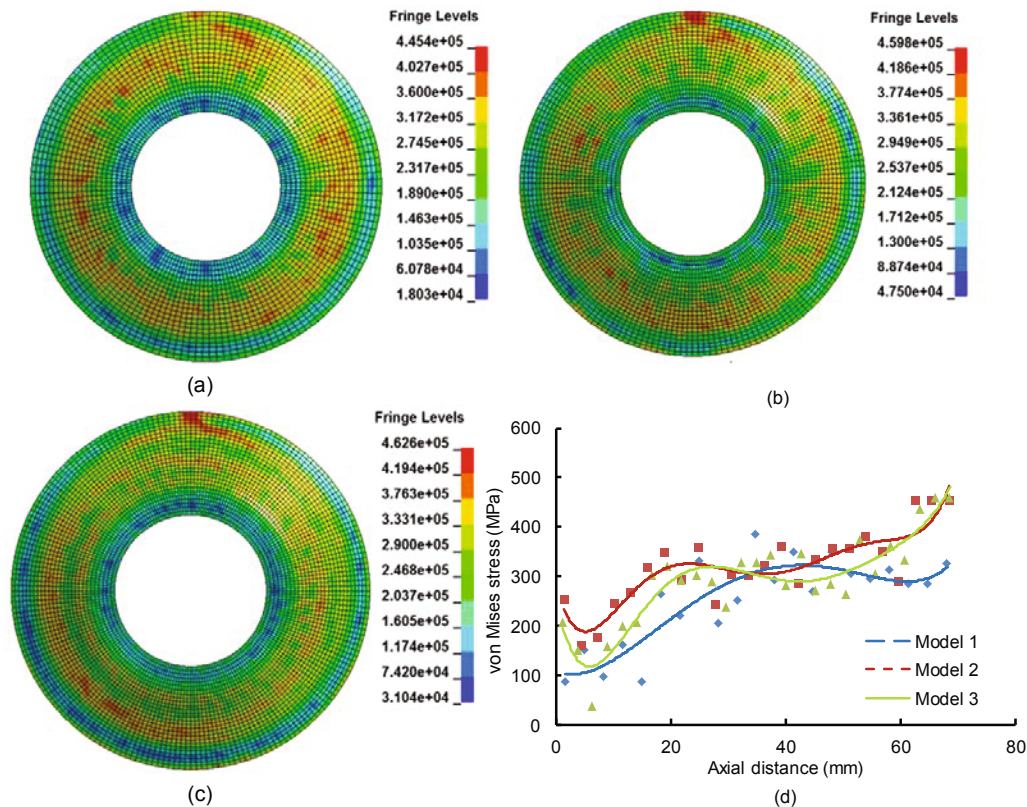 Fringe Levels
4.454e+05
4.027e+05
3.600e+05
3.172e+05
2.745e+05
2.317e+05
1.890e+05
1.463e+05
1.035e+05
6.078e+04
1.803e+04
(a)
Fringe Levels
4.598e+05
4.186e+05
3.774e+05
3.361e+05
2.949e+05
2.537e+05
2.124e+05
1.712e+05
1.300e+05
8.874e+04
4.750e+04
(b)
Fringe Levels
4.626e+05
4.194e+05
3.763e+05
3.331e+05
2.900e+05
2.468e+05
2.037e+05
1.605e+05
1.174e+05
7.420e+04
3.104e+04
(c)
600
500
400
300
200
100
0
von Mises stress (MPa)
Model 1
Model 2
Model 3
0 20 40 60 80
Axial distance (mm)
(d)